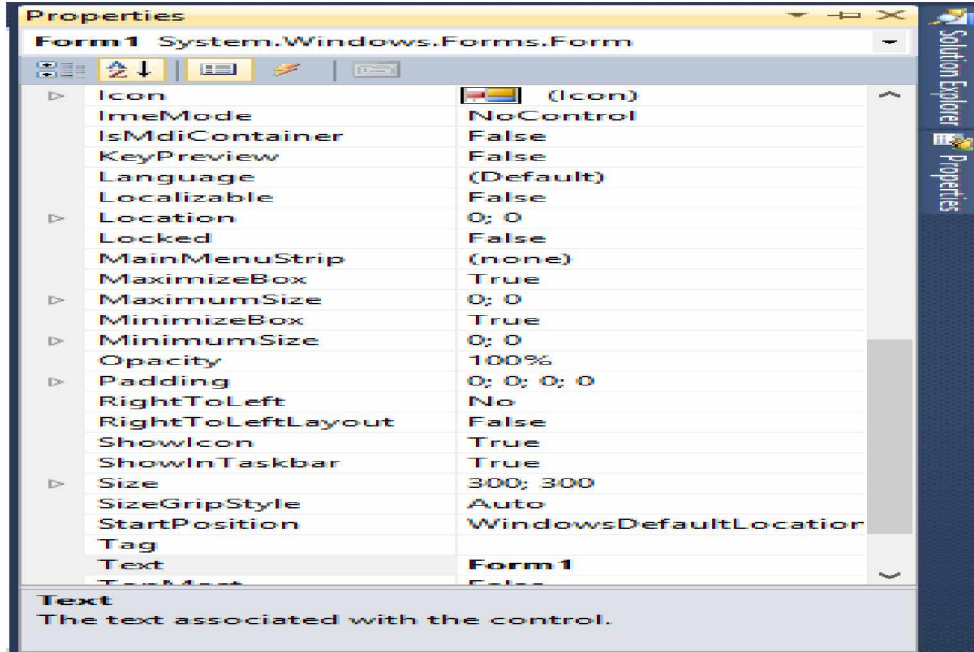 Properties
Form1 System.Windows.Forms.Form
Icon (Icon)
ImeMode NoControl
IsMdiContainer False
KeyPreview False
Language (Default)
Localizable False
Location 0; 0
Locked False
MainMenuStrip (none)
MaximizeBox True
MaximumSize 0; 0
MinimizeBox True
MinimumSize 0; 0
Opacity 100%
Padding 0; 0; 0; 0
RightToLeft No
RightToLeftLayout False
ShowIcon True
ShowInTaskbar True
Size 300; 300
SizeGripStyle Auto
StartPosition WindowsDefaultLocation
Tag
Text Form1
TopMost False
Text
The text associated with the control.
Solution Explorer
Properties